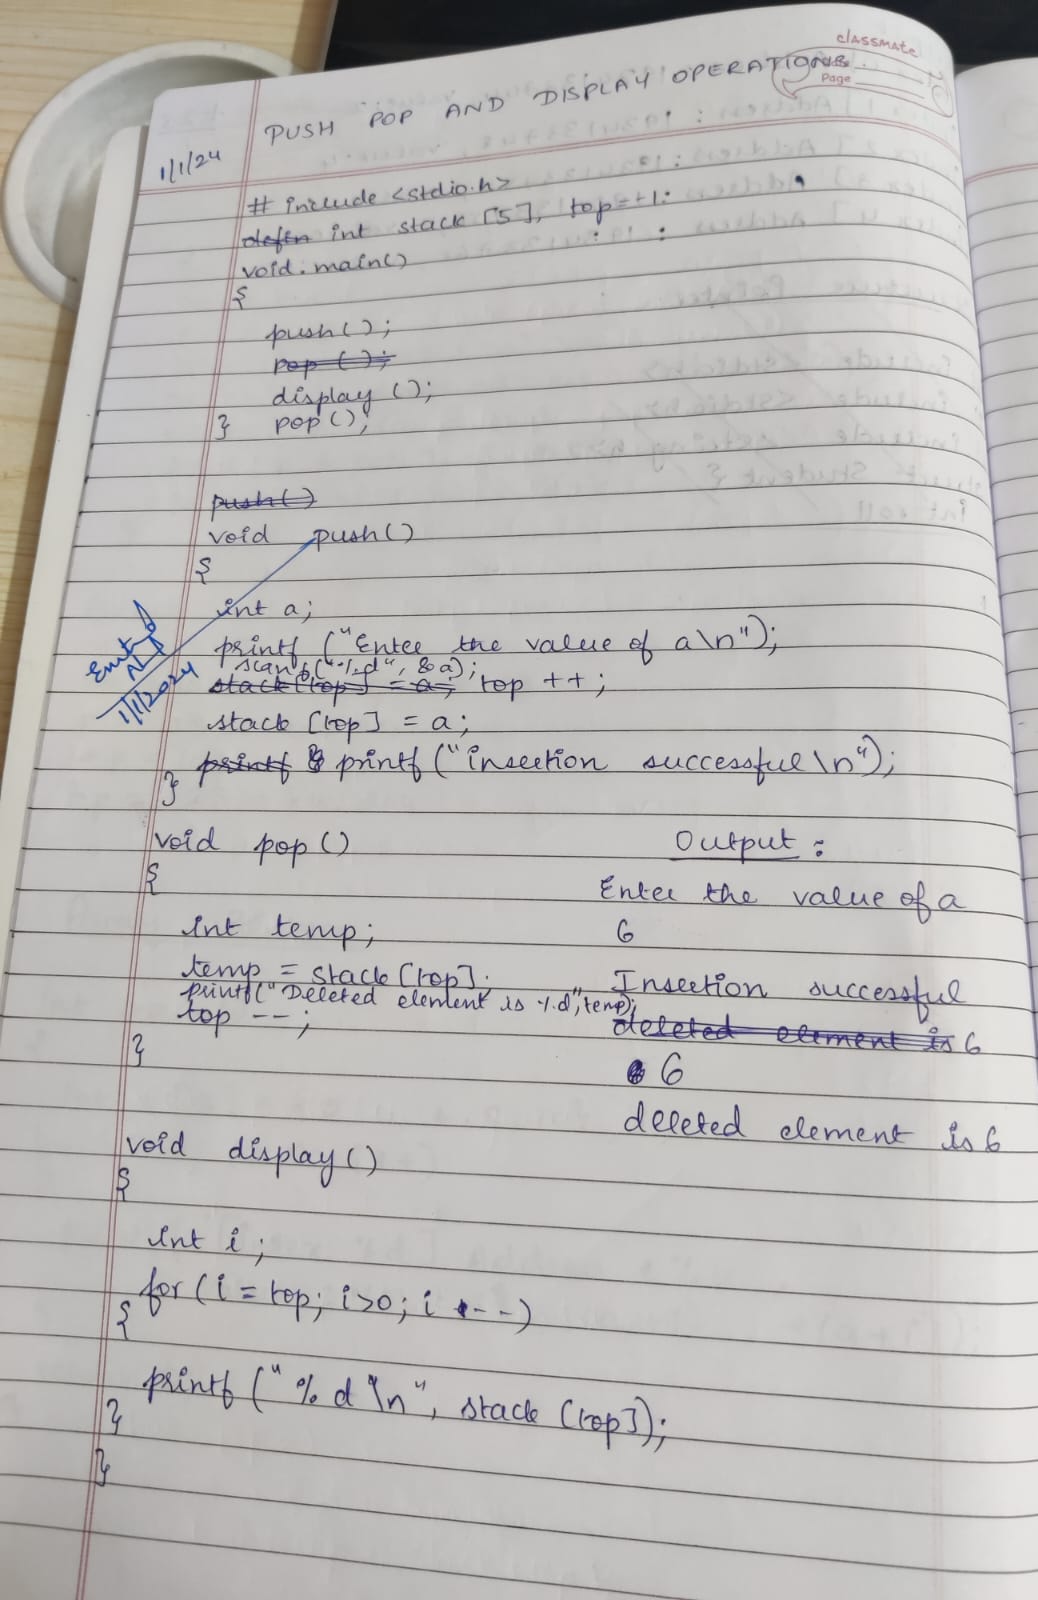 classmate
Page
PUSH POP AND DISPLAY OPERATIONS
1/1/24
# include <stdio.h>
defin int stack [5], top=-1;
void main()
{
push();
pop ();
display ();
} pop();
push()
void push()
{
int a;
printf ("Enter the value of a\n");
scanf("%d", &a);
stack[top] = a; top ++;
stack [top] = a;
printf printf ("insertion successful \n");
}
1/1/2024
void pop ()
{
int temp;
temp = stack [top];
printf("Deleted element is %d", temp);
top --;
}
Output :
Enter the value of a
6
Insertion successful
deleted element is 6
6
deleted element is 6
void display ()
{
int i ;
for (i = top; i>0; i --)
{
printf (" % d \n", stack [top]);
}
}